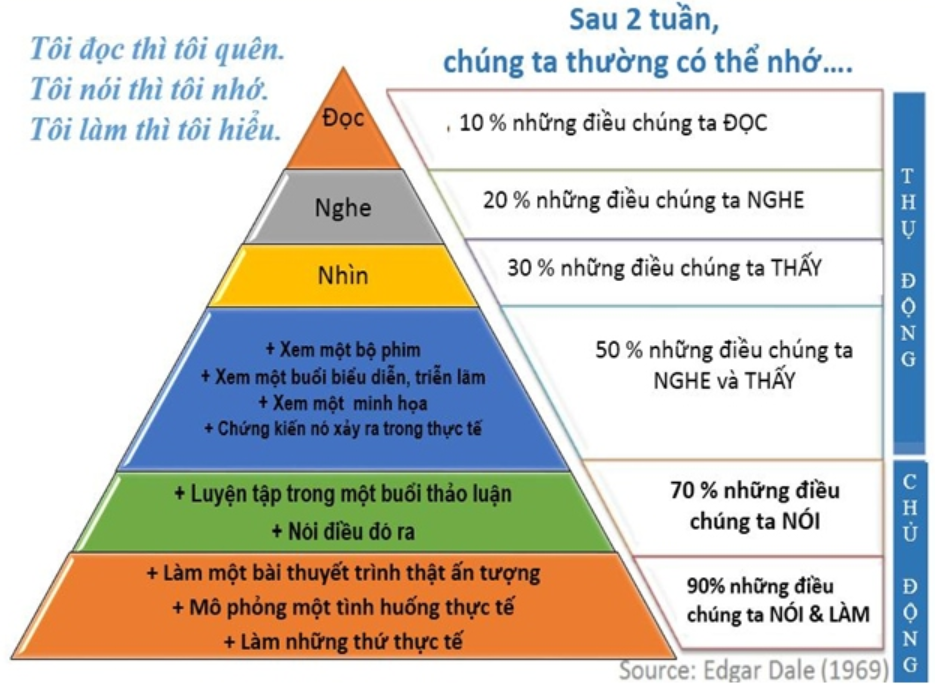 Tôi đọc thì tôi quên.
Tôi nói thì tôi nhớ.
Tôi làm thì tôi hiểu.
Sau 2 tuần,
chúng ta thường có thể nhớ....
Đọc
10 % những điều chúng ta ĐỌC
Nghe
20 % những điều chúng ta NGHE
Nhìn
30 % những điều chúng ta THẤY
+ Xem một bộ phim
+ Xem một buổi biểu diễn, triễn lãm
+ Xem một minh họa
+ Chứng kiến nó xảy ra trong thực tế
50 % những điều chúng ta
NGHE và THẤY
THỤ ĐỘNG
+ Luyện tập trong một buổi thảo luận
+ Nói điều đó ra
70 % những điều
chúng ta NÓI
+ Làm một bài thuyết trình thật ấn tượng
+ Mô phỏng một tình huống thực tế
+ Làm những thứ thực tế
90% những điều
chúng ta NÓI & LÀM
CHỦ ĐỘNG
Source: Edgar Dale (1969)